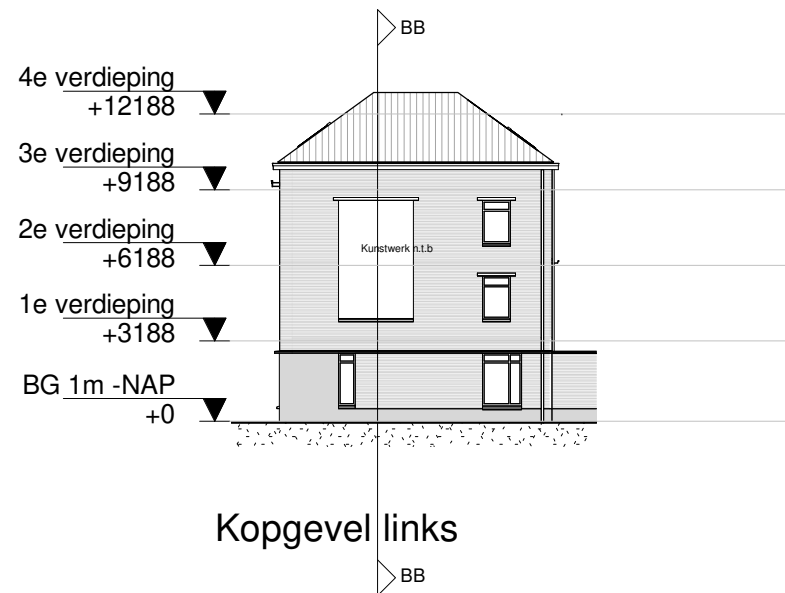 BB
4e verdieping
+12188
3e verdieping
+9188
2e verdieping
+6188
Kunstwerk n.t.b
1e verdieping
+3188
BG 1m -NAP
+0
Kopgevel links
BB